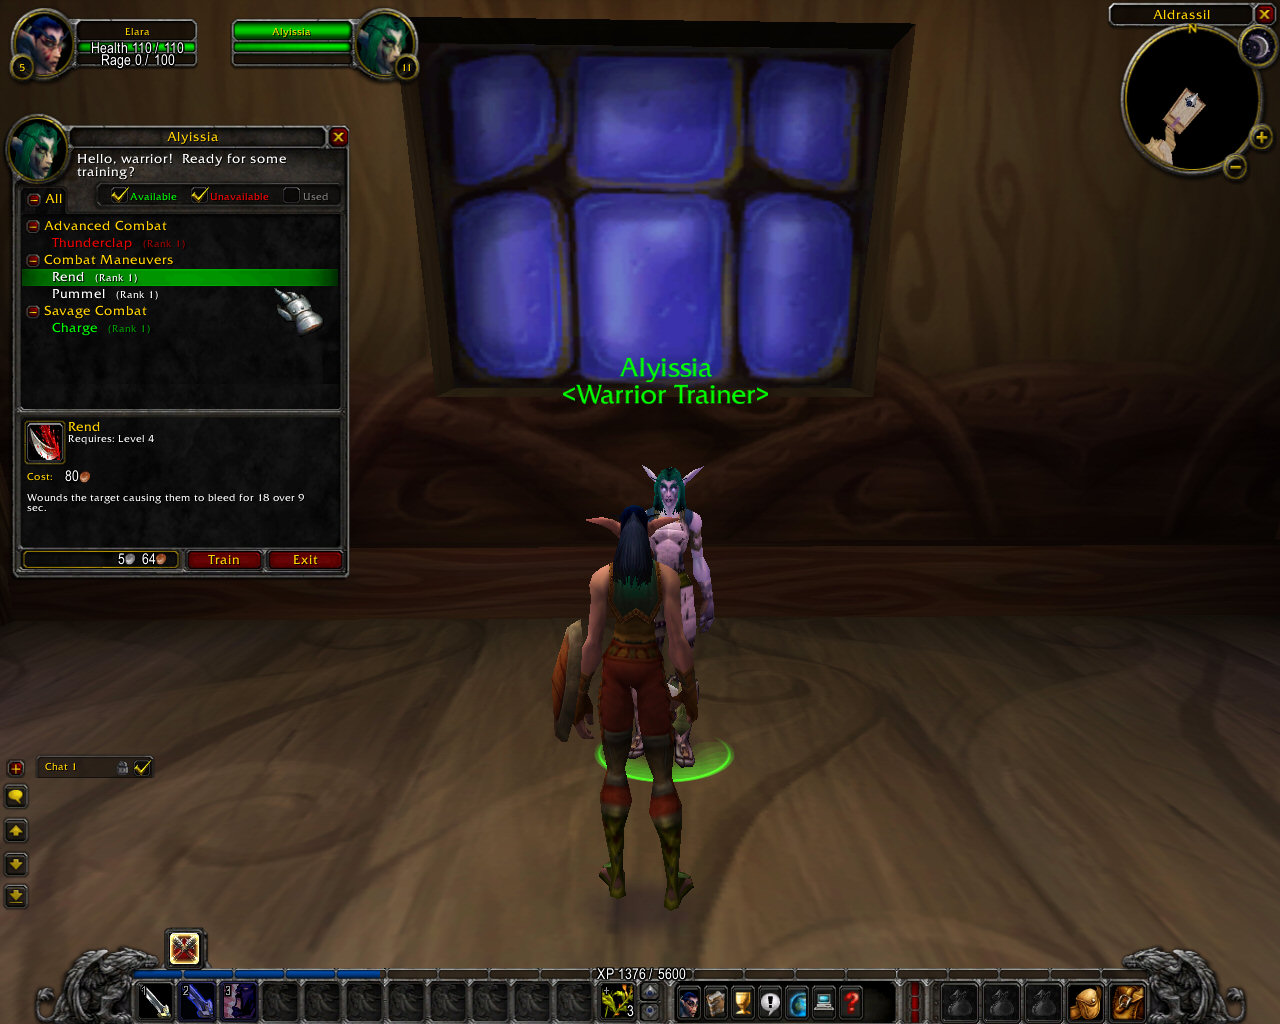 Elara
Health 110 / 110
Rage 0 / 100
5
Alyissia
11
Aldrassil
N
Alyissia
Hello, warrior! Ready for some
training?
All
Available
Unavailable
Used
Advanced Combat
Thunderclap (Rank 1)
Combat Maneuvers
Rend (Rank 1)
Pummel (Rank 1)
Savage Combat
Charge (Rank 1)
Rend
Requires: Level 4
Cost: 80
Wounds the target causing them to bleed for 18 over 9
sec.
5 64
Train
Exit
Alyissia
<Warrior Trainer>
Chat 1
XP 1376 / 5600
1
2
3
3